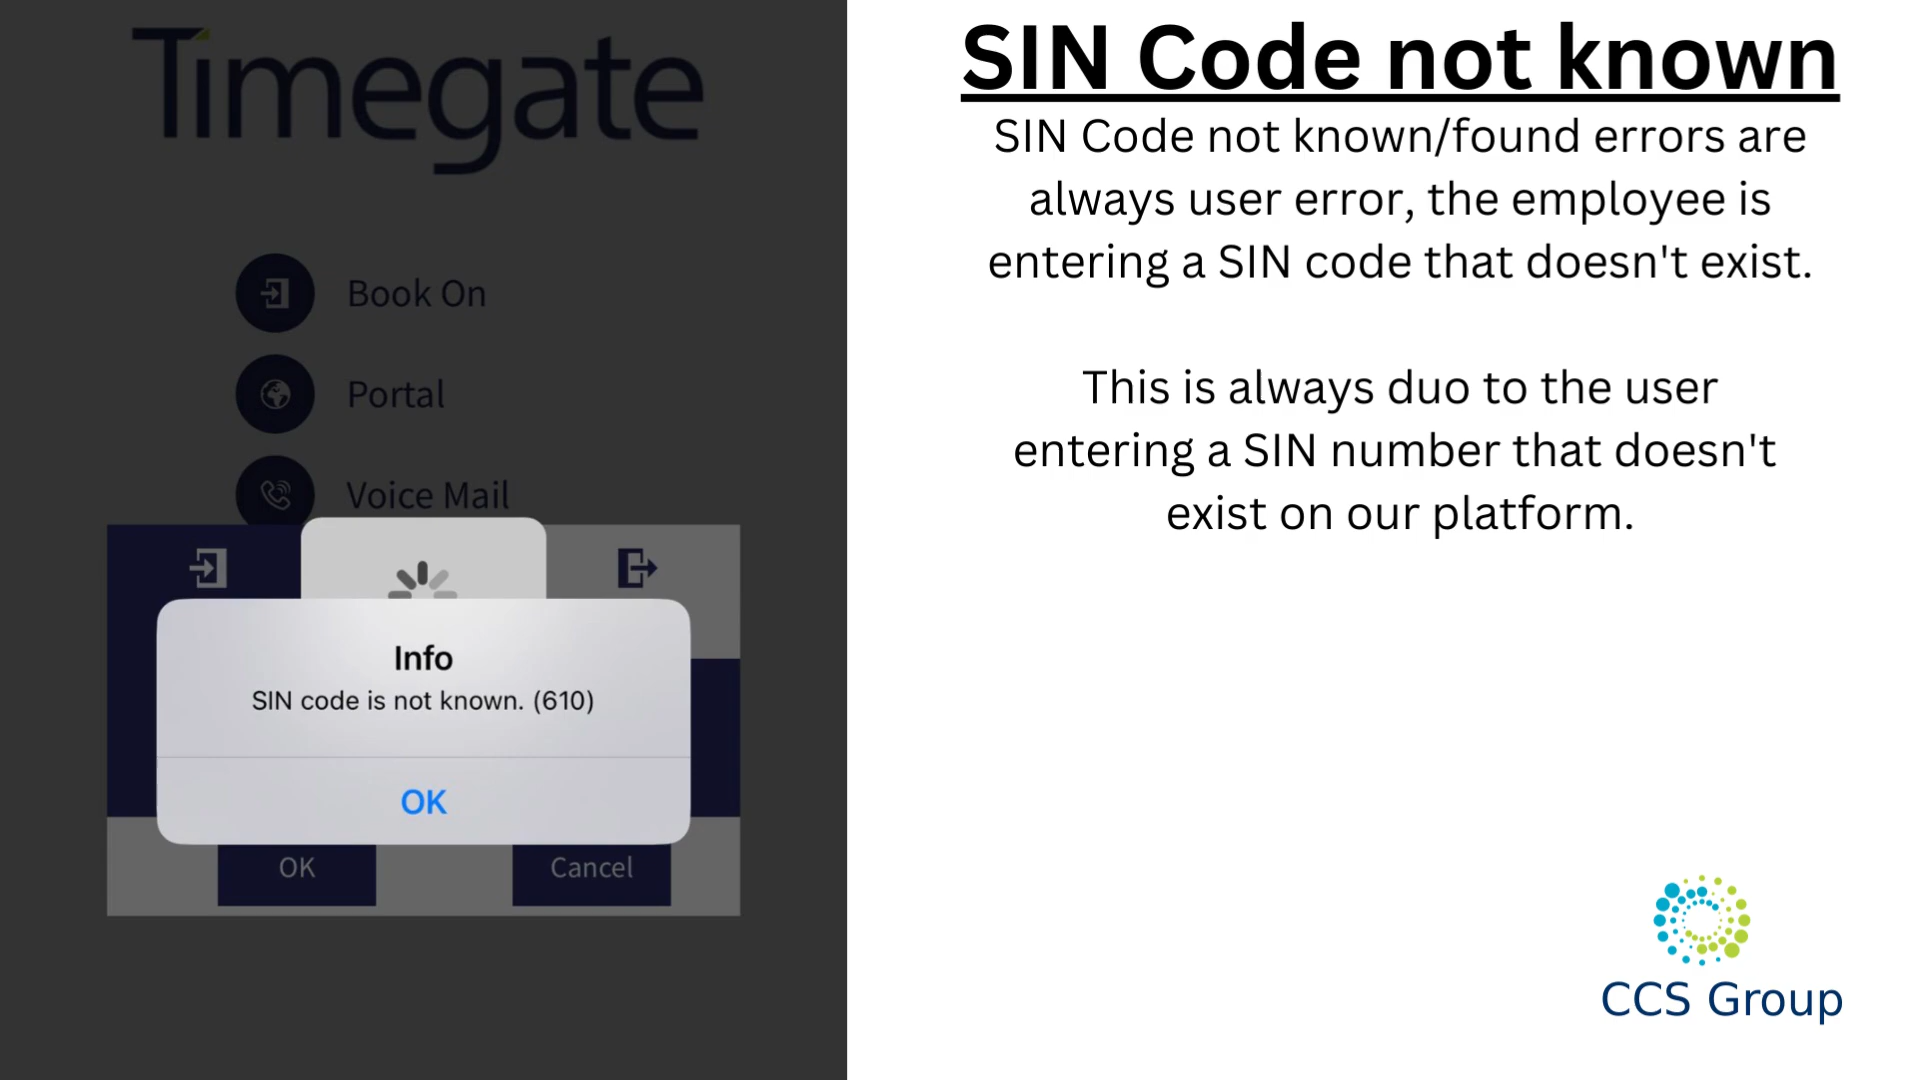 Timegate
Book On
Portal
Voice Mail
Info
SIN code is not known. (610)
OK
OK
Cancel
SIN Code not known
SIN Code not known/found errors are
always user error, the employee is
entering a SIN code that doesn't exist.
This is always duo to the user
entering a SIN number that doesn't
exist on our platform.
CCS Group